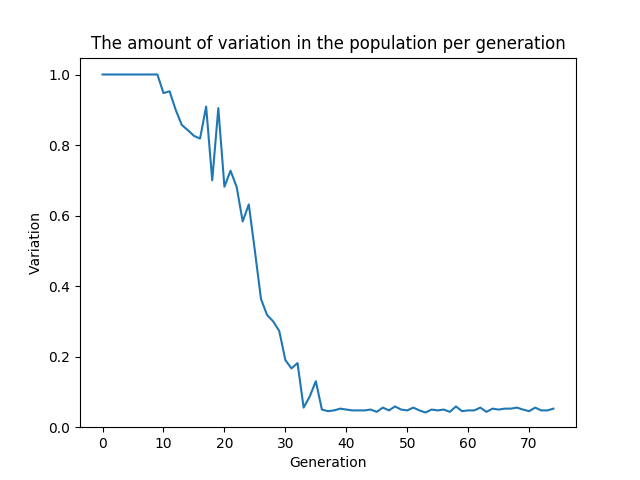 The amount of variation in the population per generation
1.0
0.8
0.6
0.4
0.2
0.0
Variation
0 10 20 30 40 50 60 70
Generation